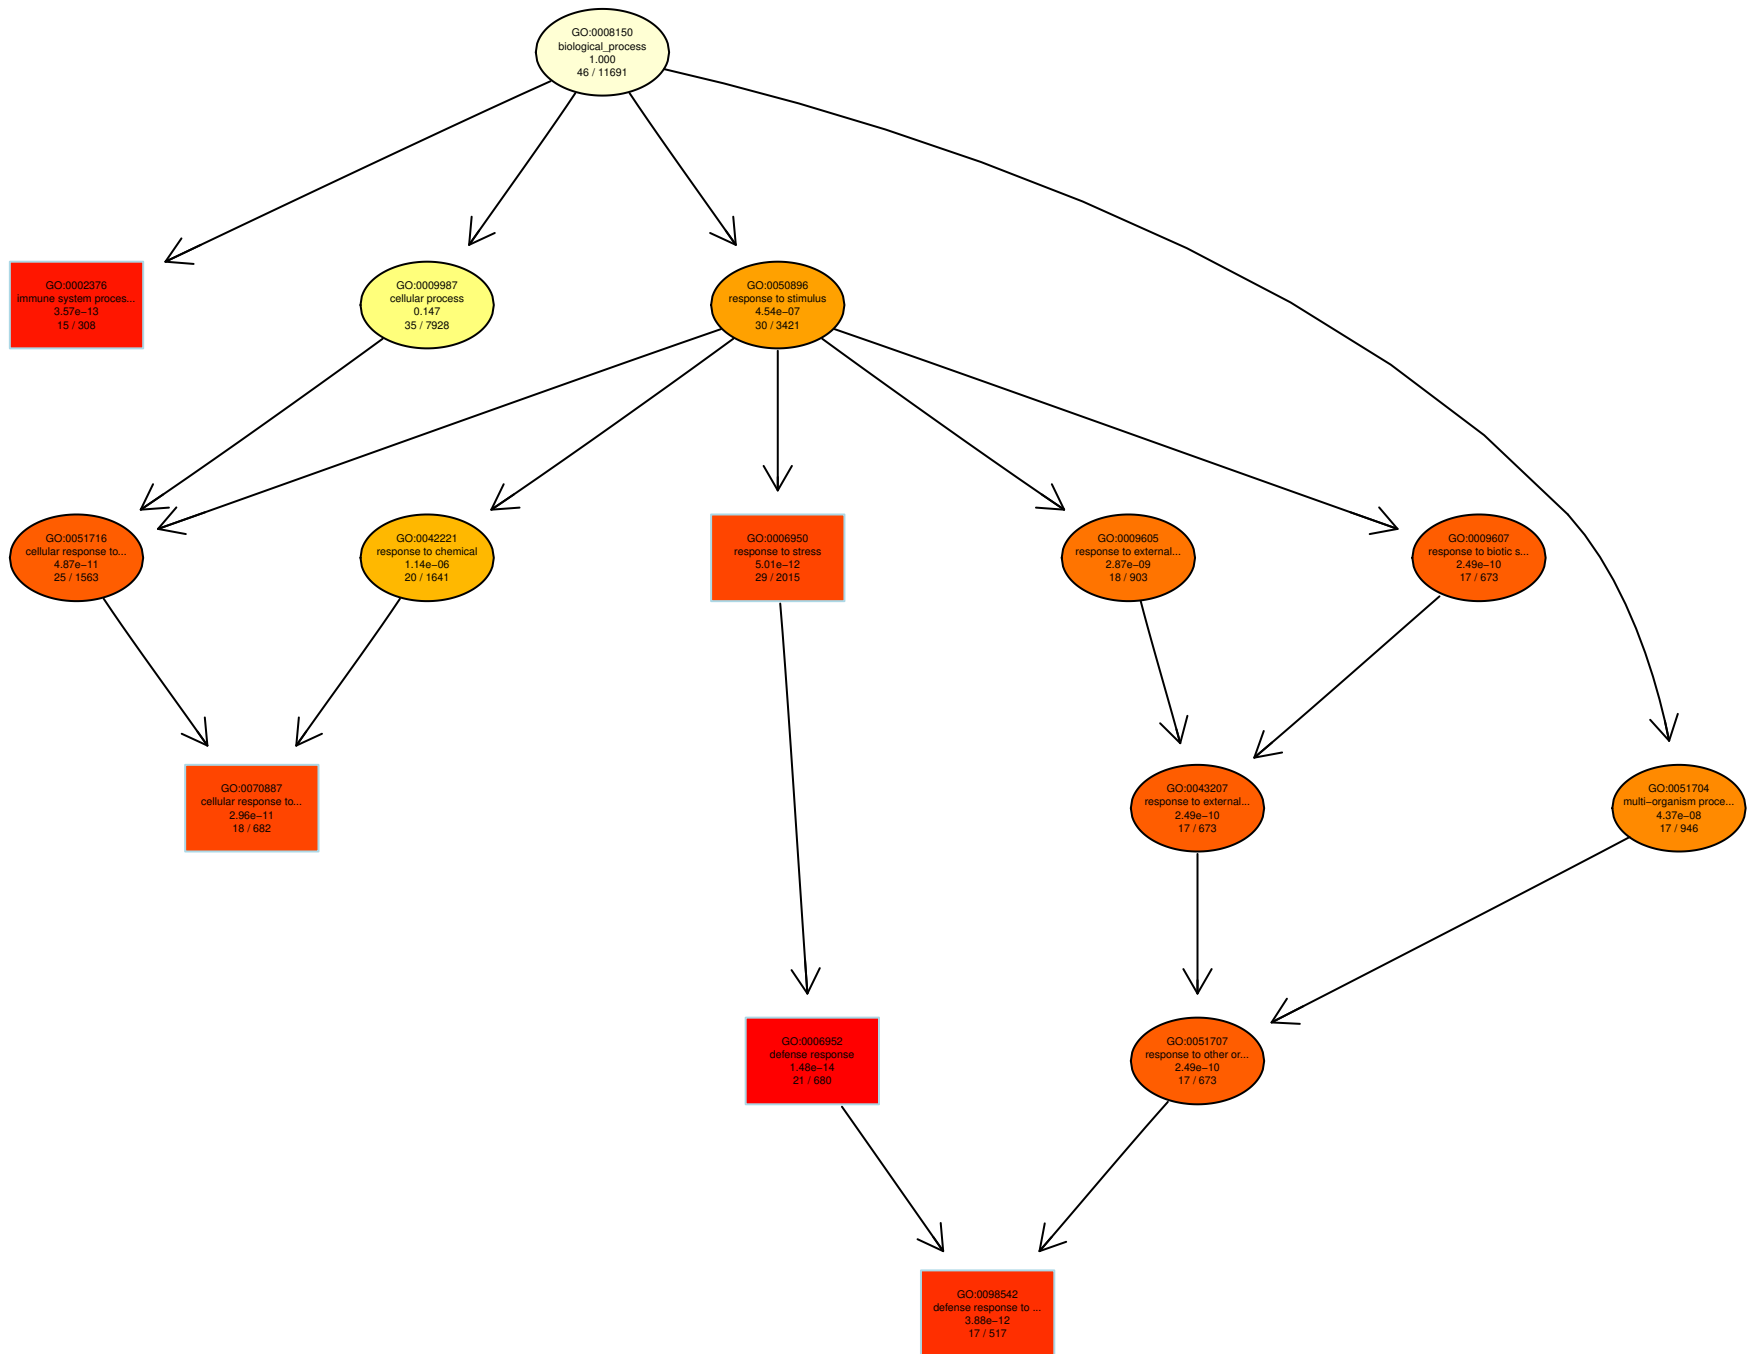 GO:0008150
biological_process
1.000
46 / 11691
GO:0002376
immune system proces...
3.57e−13
15 / 308
GO:0009987
cellular process
0.147
35 / 7928
GO:0050896
response to stimulus
4.54e−07
30 / 3421
GO:0051716
cellular response to...
4.87e−11
25 / 1563
GO:0042221
response to chemical
1.14e−06
20 / 1641
GO:0006950
response to stress
5.01e−12
29 / 2015
GO:0009605
response to external...
2.87e−09
18 / 903
GO:0009607
response to biotic s...
2.49e−10
17 / 673
GO:0070887
cellular response to...
2.96e−11
18 / 682
GO:0043207
response to external...
2.49e−10
17 / 673
GO:0051704
multi−organism proce...
4.37e−08
17 / 946
GO:0006952
defense response
1.48e−14
21 / 680
GO:0051707
response to other or...
2.49e−10
17 / 673
GO:0098542
defense response to ...
3.88e−12
17 / 517